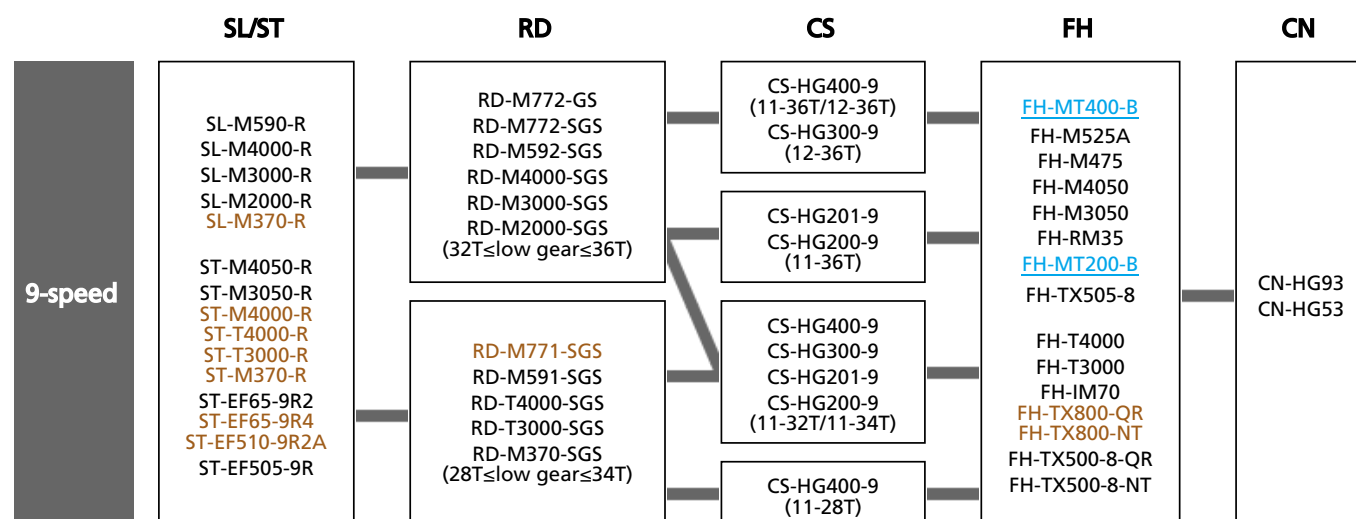 SL/ST
RD
CS
FH
CN
9-speed
SL-M590-R
SL-M4000-R
SL-M3000-R
SL-M2000-R
SL-M370-R
ST-M4050-R
ST-M3050-R
ST-M4000-R
ST-T4000-R
ST-T3000-R
ST-M370-R
ST-EF65-9R2
ST-EF65-9R4
ST-EF510-9R2A
ST-EF505-9R
RD-M772-GS
RD-M772-SGS
RD-M592-SGS
RD-M4000-SGS
RD-M3000-SGS
RD-M2000-SGS
(32T≤low gear≤36T)
RD-M771-SGS
RD-M591-SGS
RD-T4000-SGS
RD-T3000-SGS
RD-M370-SGS
(28T≤low gear≤34T)
CS-HG400-9
(11-36T/12-36T)
CS-HG300-9
(12-36T)
CS-HG201-9
CS-HG200-9
(11-36T)
CS-HG400-9
CS-HG300-9
CS-HG201-9
CS-HG200-9
(11-32T/11-34T)
CS-HG400-9
(11-28T)
FH-MT400-B
FH-M525A
FH-M475
FH-M4050
FH-M3050
FH-RM35
FH-MT200-B
FH-TX505-8
FH-T4000
FH-T3000
FH-IM70
FH-TX800-QR
FH-TX800-NT
FH-TX500-8-QR
FH-TX500-8-NT
CN-HG93
CN-HG53